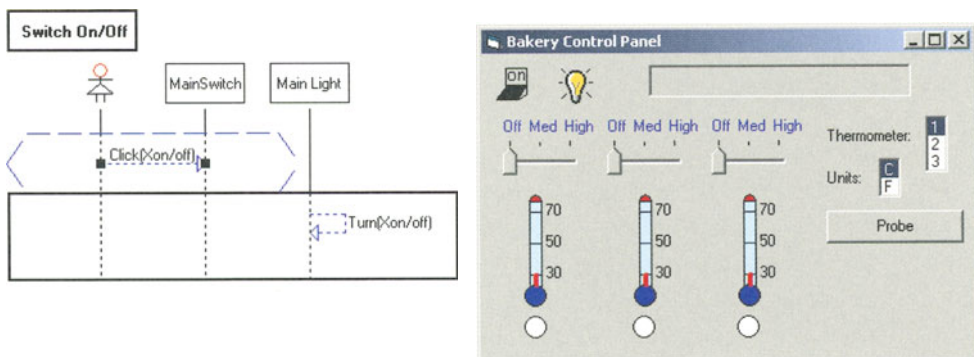 Switch On/Off
MainSwitch
Main Light
Click(Xon/off)
Turn(Xon/off)
Bakery Control Panel
on
Off Med High
Off Med High
Off Med High
Thermometer:
1
2
3
Units:
C
F
Probe
70
50
30
70
50
30
70
50
30